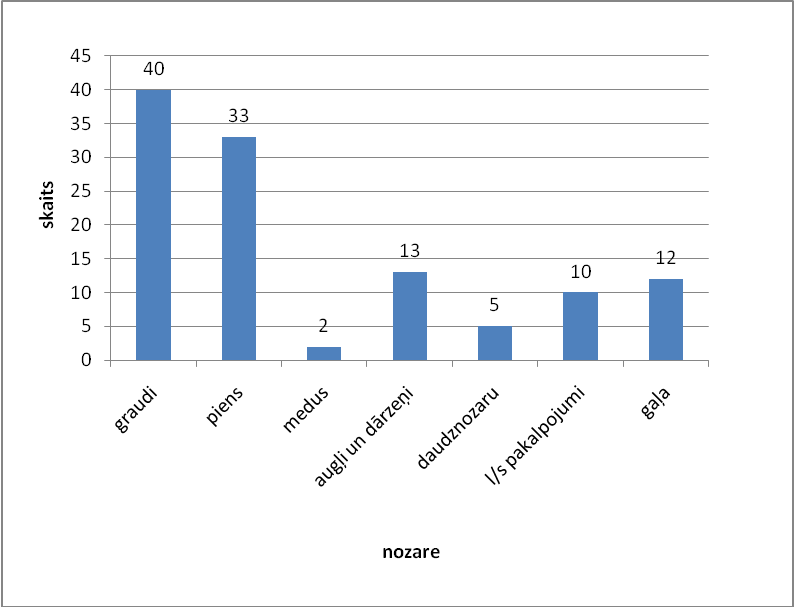 45
40
35
30
25
20
15
10
5
0
skaits
40
33
2
13
5
10
12
graudi
piens
medus
augļi un dārzeņi
daudznozaru
l/s pakalpojumi
gaļa
nozare